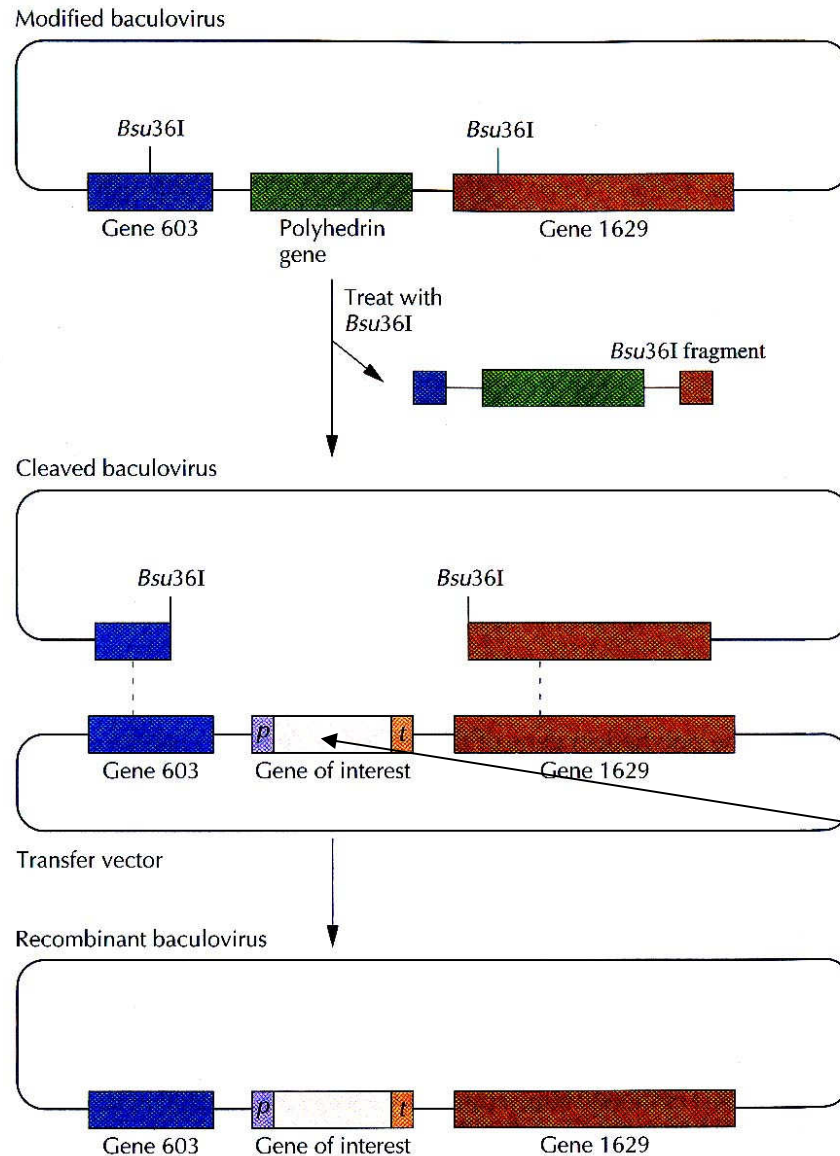 Modified baculovirus
Bsu36I
Bsu36I
Gene 603
Polyhedrin
gene
Gene 1629
Treat with
Bsu36I
Bsu36I fragment
Cleaved baculovirus
Bsu36I
Bsu36I
p
t
Gene 603
Gene of interest
Gene 1629
Transfer vector
Recombinant baculovirus
p
t
Gene 603
Gene of interest
Gene 1629